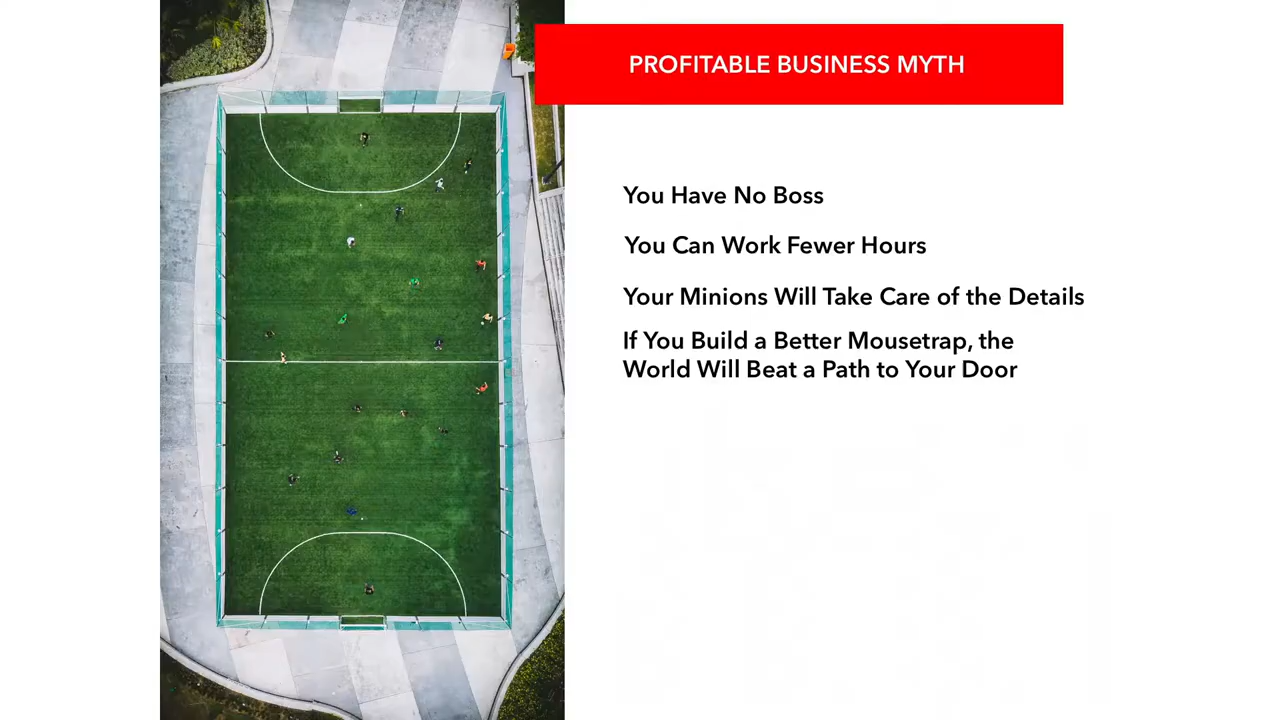 PROFITABLE BUSINESS MYTH
You Have No Boss
You Can Work Fewer Hours
Your Minions Will Take Care of the Details
If You Build a Better Mousetrap, the
World Will Beat a Path to Your Door